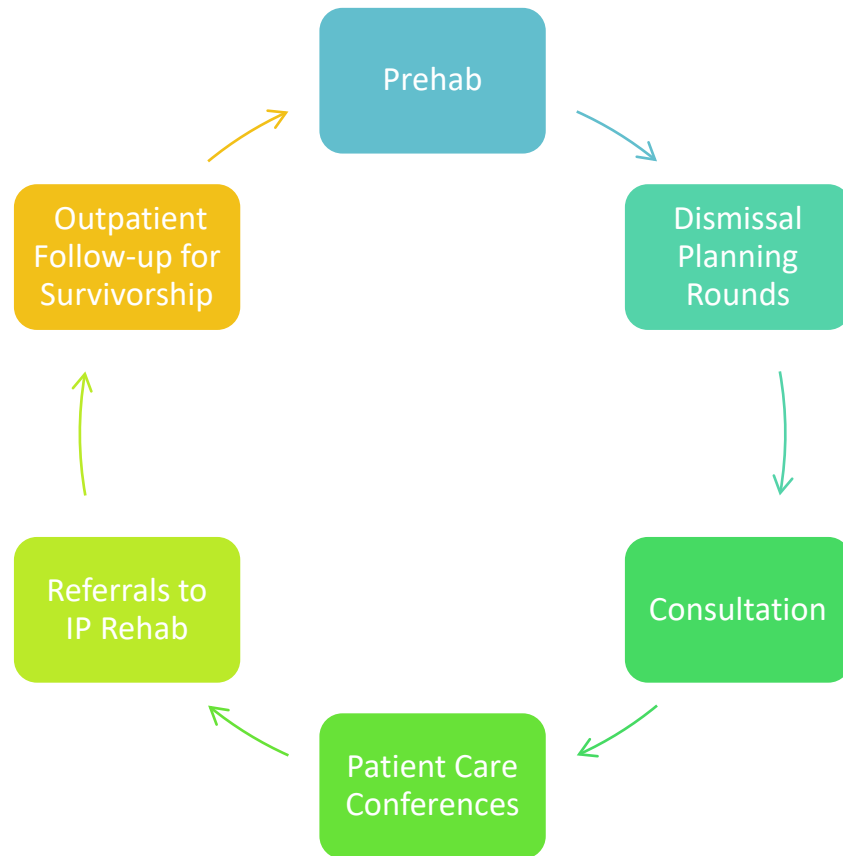 Prehab
Dismissal
Planning
Rounds
Consultation
Patient Care
Conferences
Referrals to
IP Rehab
Outpatient
Follow-up for
Survivorship